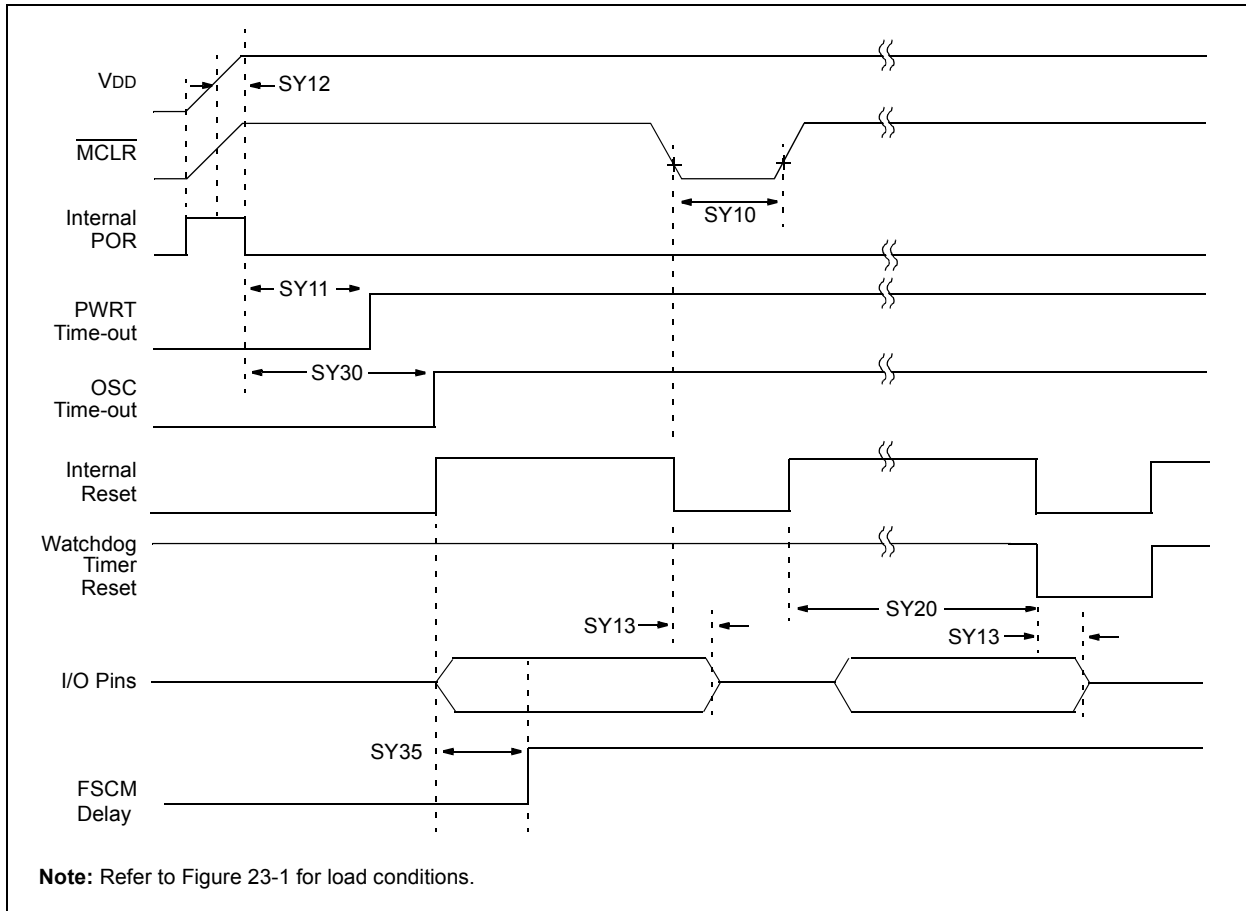 VDD
SY12
MCLR
SY10
Internal
POR
SY11
PWRT
Time-out
SY30
OSC
Time-out
Internal
Reset
Watchdog
Timer
Reset
SY20
SY13
SY13
I/O Pins
SY35
FSCM
Delay
Note: Refer to Figure 23-1 for load conditions.